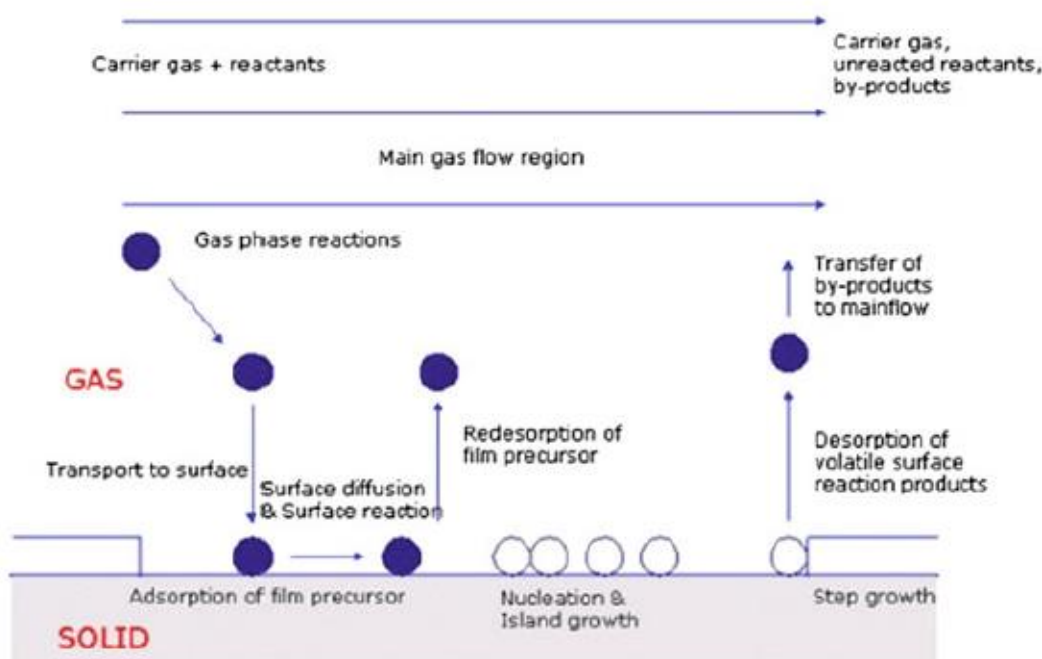 Carrier gas + reactants
Carrier gas,
unreacted reactants,
by-products
Main gas flow region
Gas phase reactions
Transfer of
by-products
to mainflow
GAS
Redesorption of
film precursor
Desorption of
volatile surface
reaction products
Transport to surface
Surface diffusion
& Surface reaction
Adsorption of film precursor
Nucleation &
Island growth
Step growth
SOLID